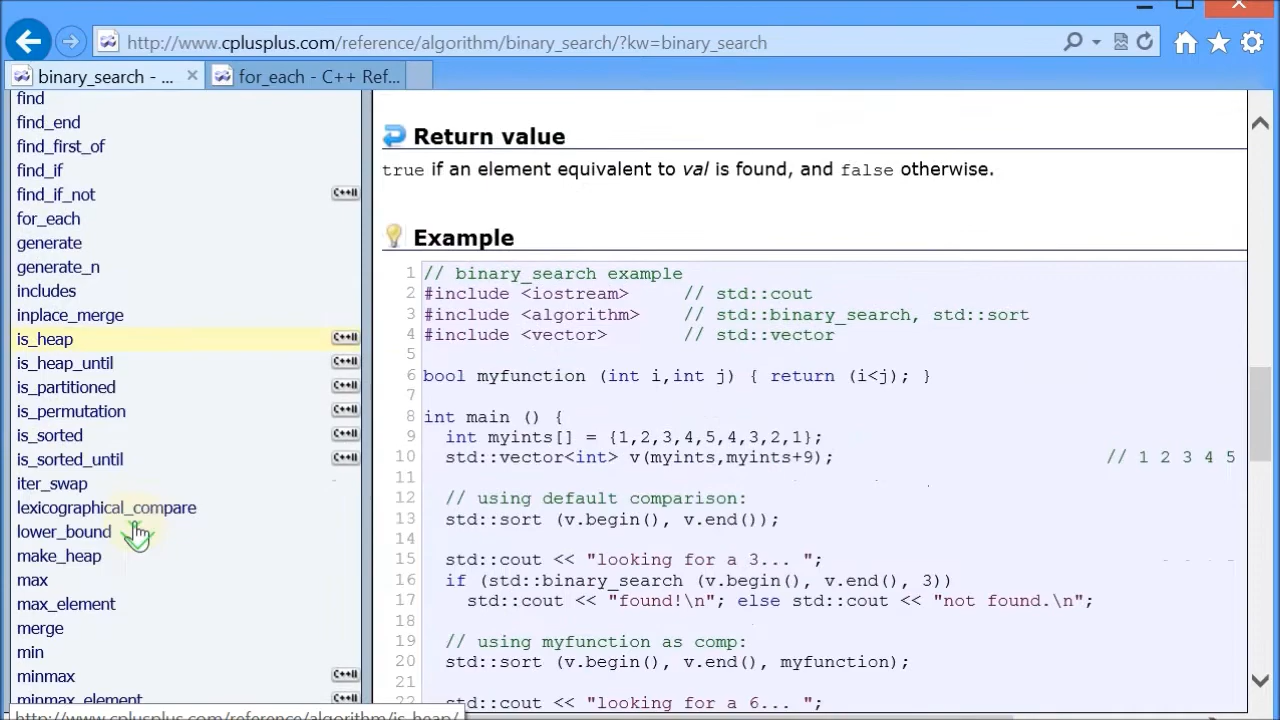 http://www.cplusplus.com/reference/algorithm/binary_search/?kw=binary_search
binary_search - ...
for_each - C++ Ref...
find
find_end
find_first_of
find_if
find_if_not C++11
for_each
generate
generate_n
includes
inplace_merge
is_heap C++11
is_heap_until C++11
is_partitioned C++11
is_permutation C++11
is_sorted C++11
is_sorted_until C++11
iter_swap
lexicographical_compare
lower_bound
make_heap
max
max_element
merge
min
minmax C++11
minmax_element C++11
http://www.cplusplus.com/reference/algorithm/is_heap/
Return value
true if an element equivalent to val is found, and false otherwise.
Example
1 // binary_search example
2 #include <iostream>     // std::cout
3 #include <algorithm>    // std::binary_search, std::sort
4 #include <vector>       // std::vector
5
6 bool myfunction (int i,int j) { return (i<j); }
7
8 int main () {
9   int myints[] = {1,2,3,4,5,4,3,2,1};
10   std::vector<int> v(myints,myints+9);                         // 1 2 3 4 5
11
12   // using default comparison:
13   std::sort (v.begin(), v.end());
14
15   std::cout << "looking for a 3... ";
16   if (std::binary_search (v.begin(), v.end(), 3))
17     std::cout << "found!\n"; else std::cout << "not found.\n";
18
19   // using myfunction as comp:
20   std::sort (v.begin(), v.end(), myfunction);
21
22   std::cout << "looking for a 6... ";